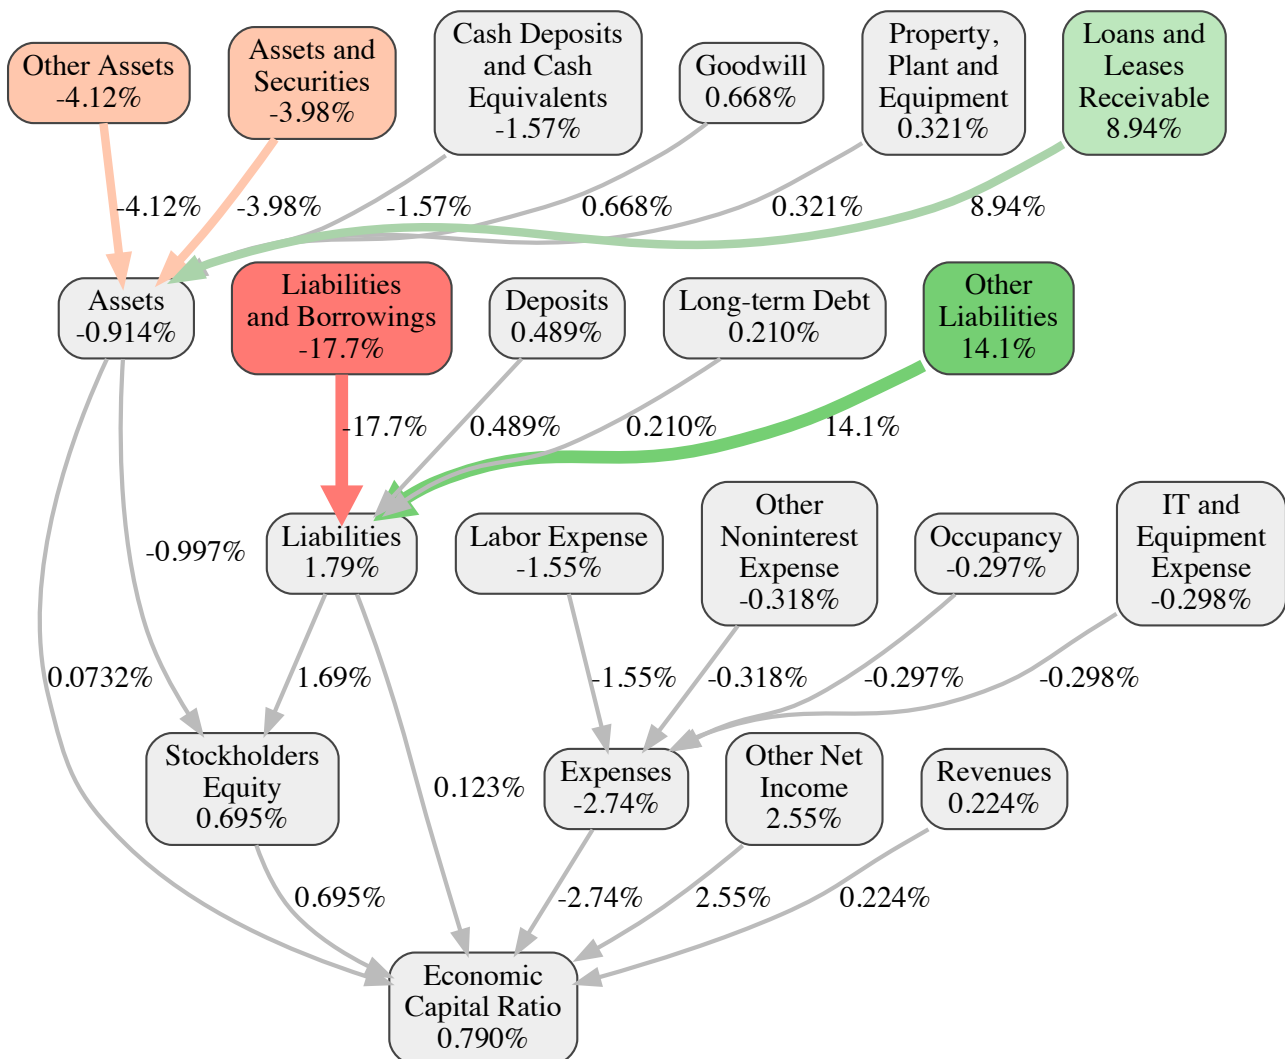 Other Assets
-4.12%
Assets and
Securities
-3.98%
Cash Deposits
and Cash
Equivalents
-1.57%
Goodwill
0.668%
Property,
Plant and
Equipment
0.321%
Loans and
Leases
Receivable
8.94%
-4.12%
-3.98%
-1.57%
0.668%
0.321%
8.94%
Assets
-0.914%
Liabilities
and Borrowings
-17.7%
Deposits
0.489%
Long-term Debt
0.210%
Other
Liabilities
14.1%
-17.7%
0.489%
0.210%
14.1%
-0.997%
Liabilities
1.79%
Labor Expense
-1.55%
Other
Noninterest
Expense
-0.318%
Occupancy
-0.297%
IT and
Equipment
Expense
-0.298%
0.0732%
1.69%
-1.55%
-0.318%
-0.297%
-0.298%
Stockholders
Equity
0.695%
0.123%
Expenses
-2.74%
Other Net
Income
2.55%
Revenues
0.224%
0.695%
-2.74%
2.55%
0.224%
Economic
Capital Ratio
0.790%